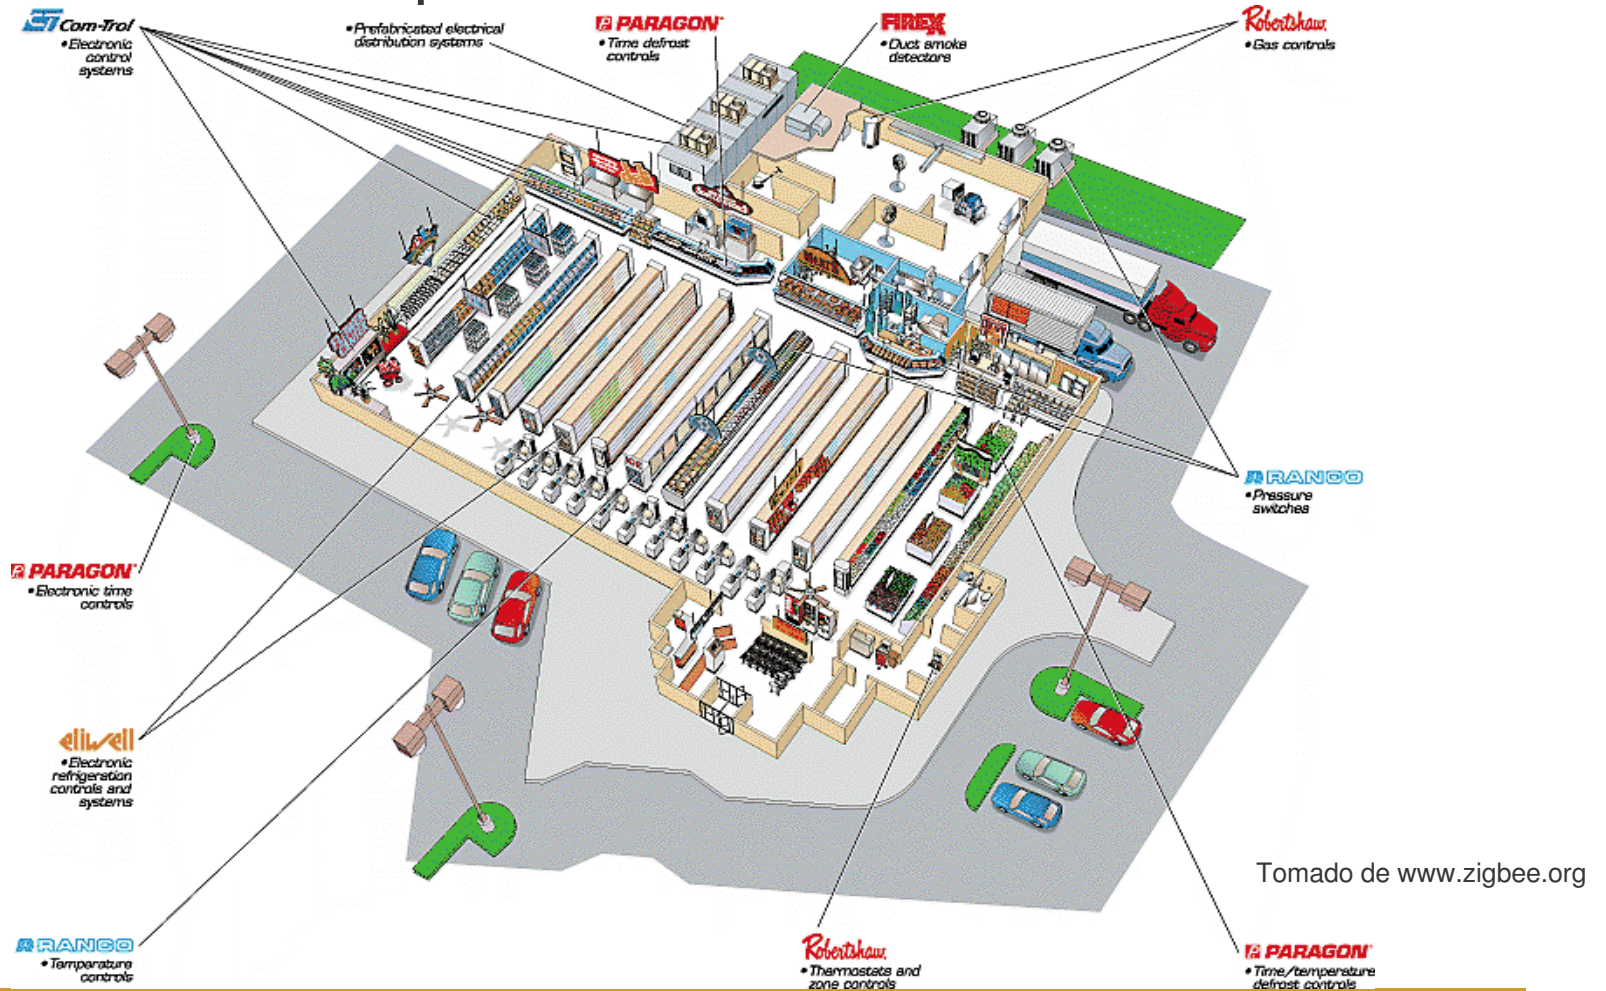 Com-Trol
•Electronic
control
systems
•Prefabricated electrical
distribution systems
PARAGON
•Time defrost
controls
FIREX
•Duct smoke
detectors
Robertshaw
•Gas controls
MEATS
RANCO
•Pressure
switches
PARAGON
•Electronic time
controls
eliwell
•Electronic
refrigeration
controls and
systems
Tomado de www.zigbee.org
RANCO
•Temperature
controls
Robertshaw
•Thermostats and
zone controls
PARAGON
•Time/temperature
defrost controls